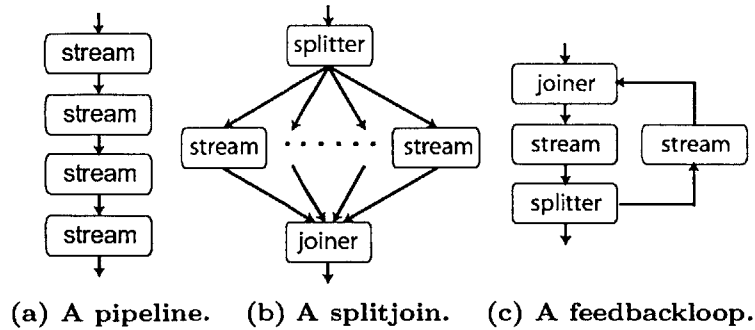 stream
stream
stream
stream
(a) A pipeline.
splitter
stream
stream
joiner
(b) A splitjoin.
joiner
stream
stream
splitter
(c) A feedbackloop.